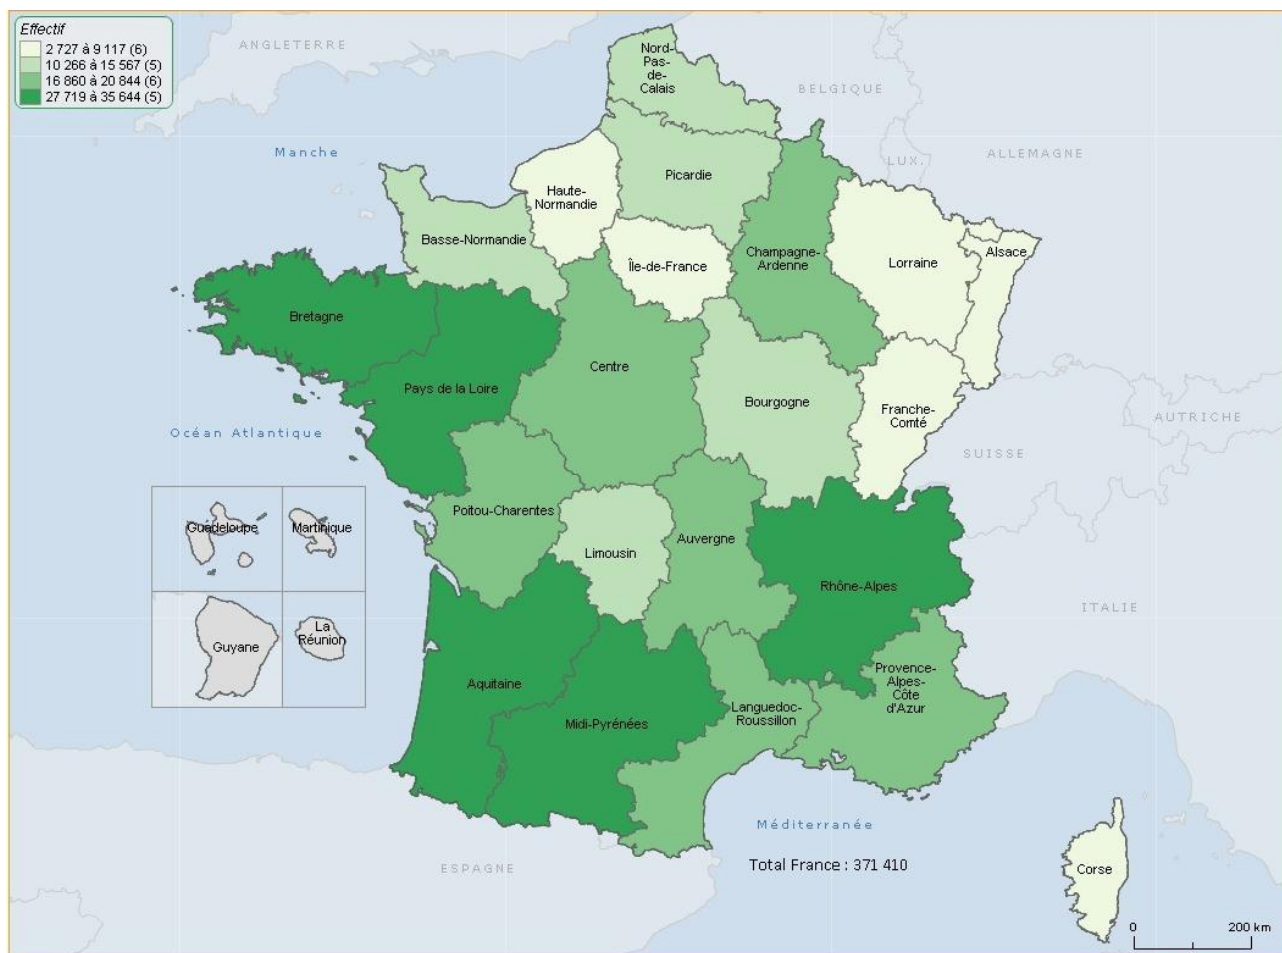 Effectif
2 727 à 9 117 (6)
10 266 à 15 567 (5)
16 860 à 20 844 (6)
27 719 à 35 644 (5)
ANGLETERRE
Nord-
Pas-
de-
Calais
BELGIQUE
Manche
LUX.
ALLEMAGNE
Haute-
Normandie
Picardie
Basse-Normandie
Île-de-France
Champagne-
Ardenne
Lorraine
Alsace
Bretagne
Pays de la Loire
Centre
Bourgogne
Franche-
Comté
AUTRICHE
SUISSE
Océan Atlantique
Guadeloupe
Martinique
Poitou-Charentes
Limousin
Auvergne
Rhône-Alpes
ITALIE
Guyane
La
Réunion
Aquitaine
Midi-Pyrénées
Languedoc-
Roussillon
Provence-
Alpes-
Côte
d'Azur
Méditerranée
ESPAGNE
Total France : 371 410
Corse
0 200 km